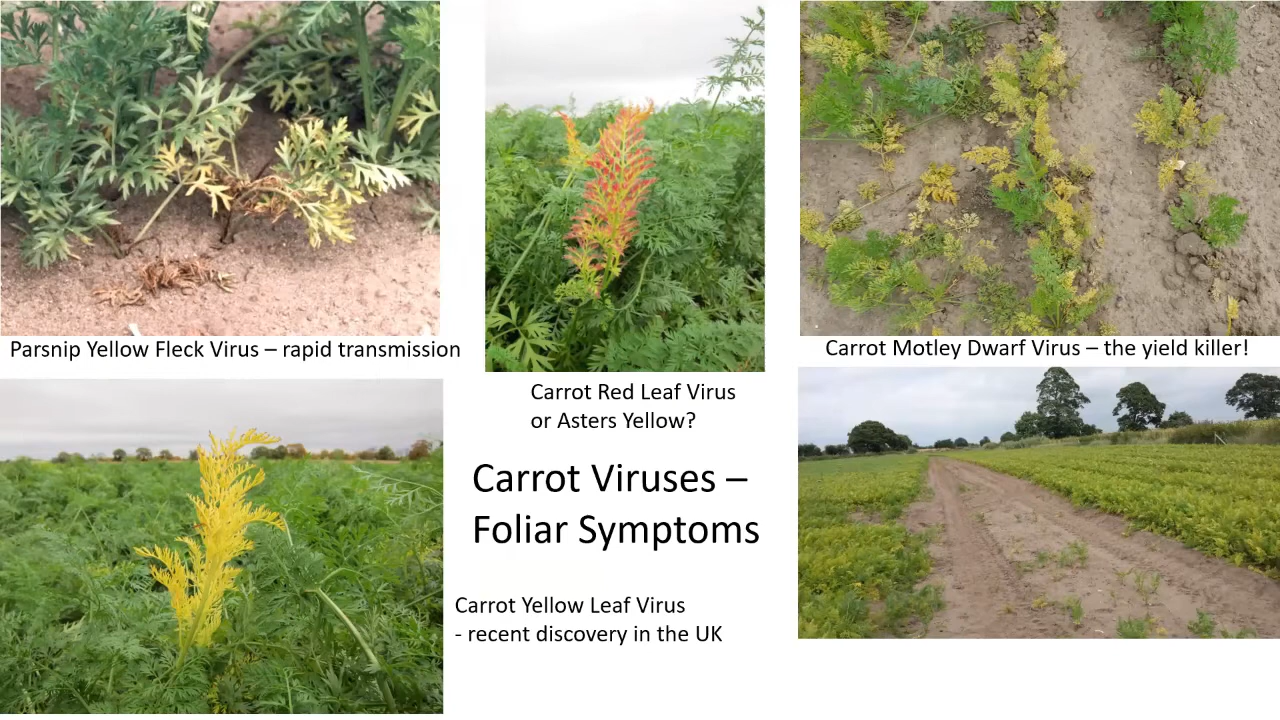 Parsnip Yellow Fleck Virus – rapid transmission
Carrot Motley Dwarf Virus – the yield killer!
Carrot Red Leaf Virus
or Asters Yellow?
Carrot Viruses –
Foliar Symptoms
Carrot Yellow Leaf Virus
- recent discovery in the UK